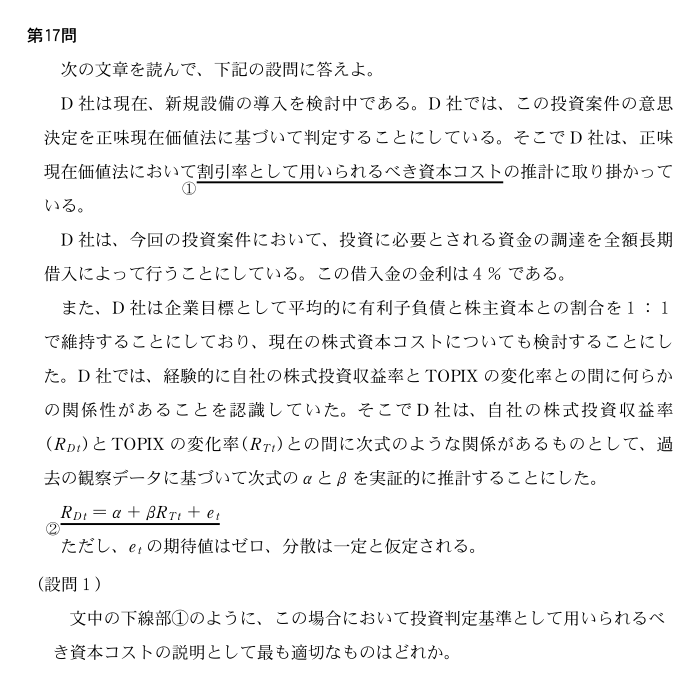 第17問
次の文章を読んで、下記の設問に答えよ。
D 社は現在、新規設備の導入を検討中である。D 社では、この投資案件の意思
決定を正味現在価値法に基づいて判定することにしている。そこで D 社は、正味
現在価値法において割引率として用いられるべき資本コストの推計に取り掛かって
①
いる。
D 社は、今回の投資案件において、投資に必要とされる資金の調達を全額長期
借入によって行うことにしている。この借入金の金利は 4 % である。
また、D 社は企業目標として平均的に有利子負債と株主資本との割合を 1 : 1
で維持することにしており、現在の株式資本コストについても検討することにし
た。D 社では、経験的に自社の株式投資収益率と TOPIX の変化率との間に何らか
の関係性があることを認識していた。そこで D 社は、自社の株式投資収益率
(R_{Dt}) と TOPIX の変化率(R_{Tt})との間に次式のような関係があるものとして、過
去の観察データに基づいて次式の α と β を実証的に推計することにした。
R_{Dt} = α + βR_{Tt} + e_t
②
ただし、e_t の期待値はゼロ、分散は一定と仮定される。
(設問 1 )
文中の下線部①のように、この場合において投資判定基準として用いられるべ
き資本コストの説明として最も適切なものはどれか。